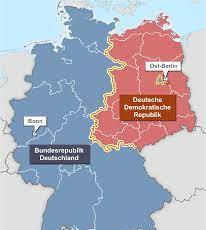 Ost-Berlin
Deutsche
Demokratische
Republik
Bonn
Bundesrepublik
Deutschland